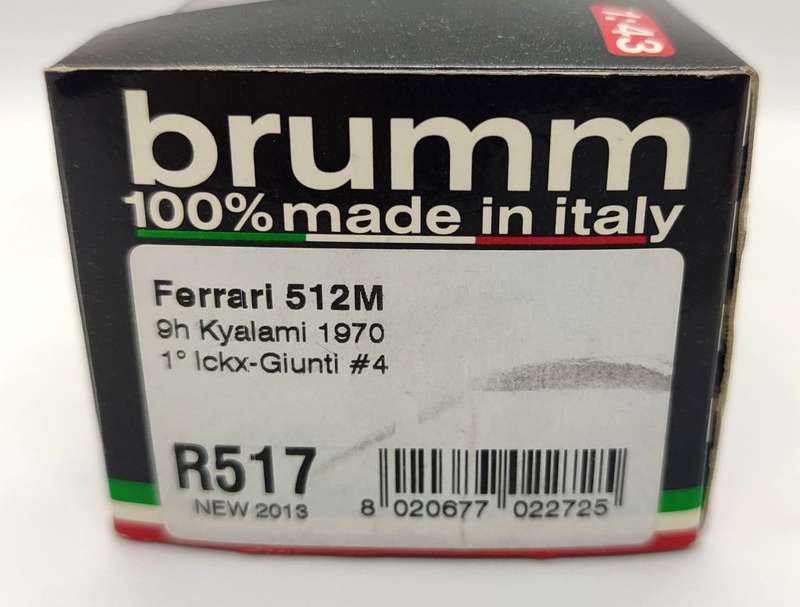 1:43
brumm
100% made in italy
Ferrari 512M
9h Kyalami 1970
1° Ickx-Giunti #4
R517
NEW 2013
8 020677 022725